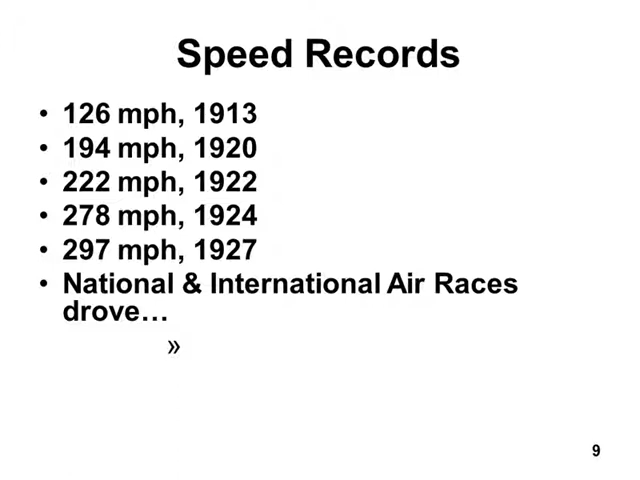 Speed Records
• 126 mph, 1913
• 194 mph, 1920
• 222 mph, 1922
• 278 mph, 1924
• 297 mph, 1927
• National & International Air Races
drove…
»
9